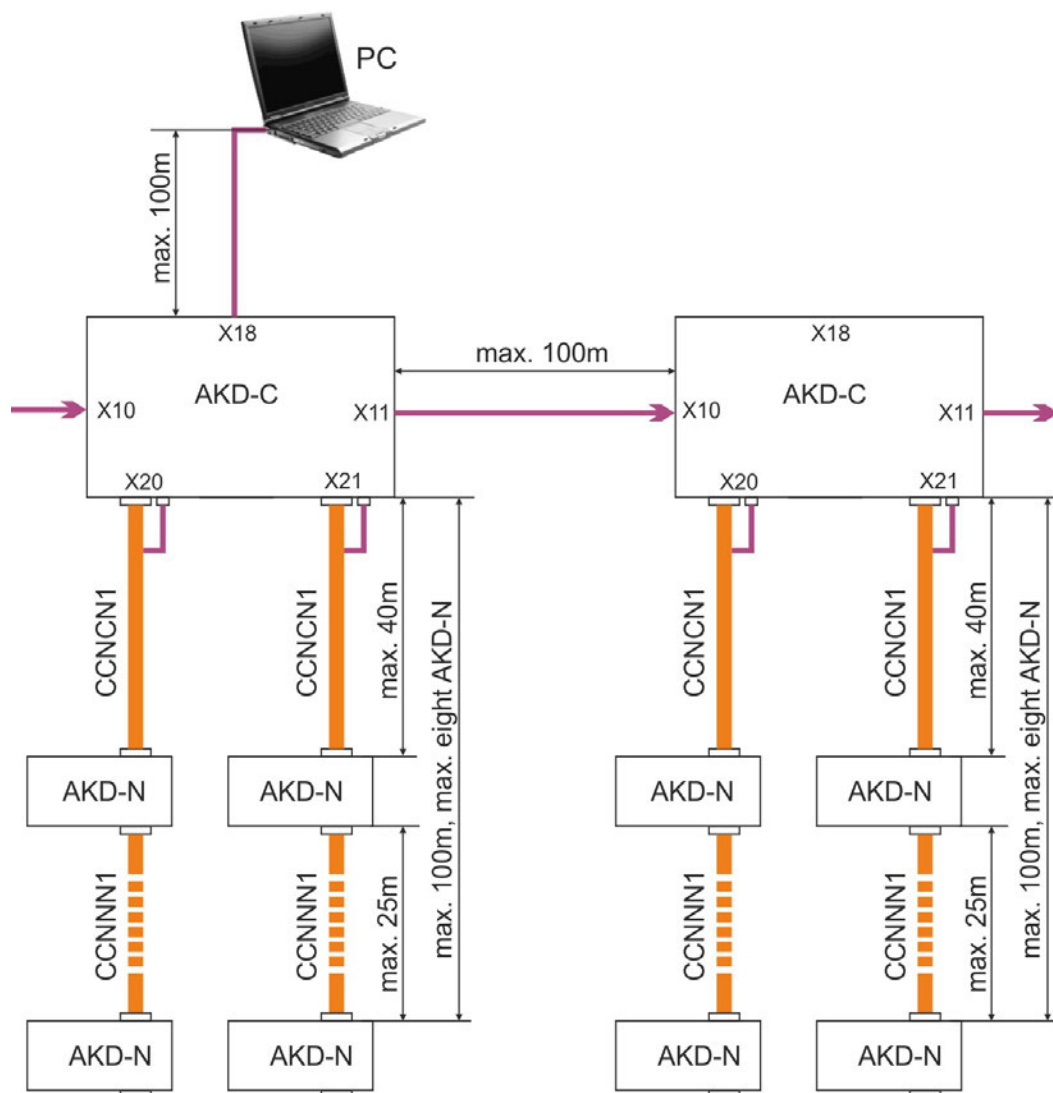 PC
max. 100m
X18
X18
max. 100m
X10
AKD-C
X11
X10
AKD-C
X11
X20
X21
X20
X21
CCNCN1
CCNCN1
max. 40m
max. 100m, max. eight AKD-N
CCNCN1
CCNCN1
max. 40m
max. 100m, max. eight AKD-N
AKD-N
AKD-N
AKD-N
AKD-N
CCNNN1
CCNNN1
max. 25m
CCNNN1
CCNNN1
max. 25m
AKD-N
AKD-N
AKD-N
AKD-N